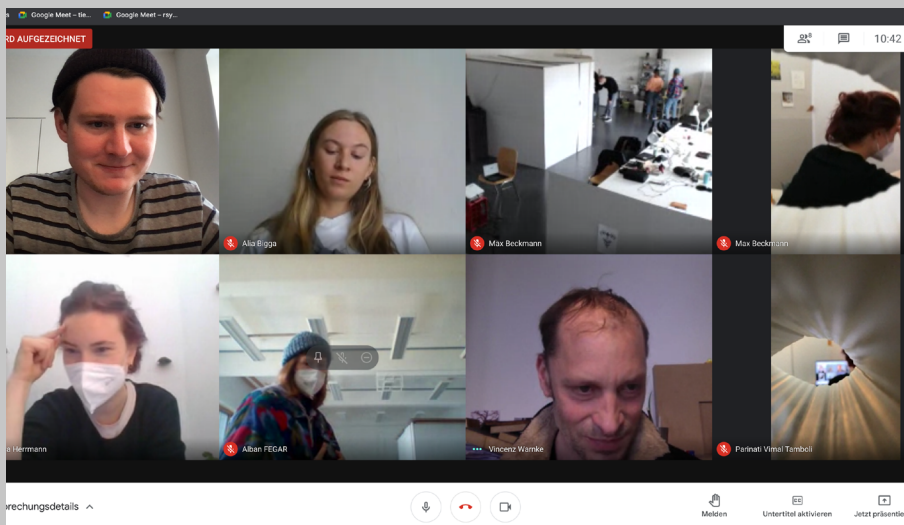 s Google Meet – tie... Google Meet – rsy...
RD AUFGEZEICHNET
8 10:42
Alia Bigga
Max Beckmann
Max Beckmann
a Herrmann
Alban FEGAR
Vincenz Warnke
Parinati Vimal Tamboli
prechungsdetails
Melden
Untertitel aktivieren
Jetzt präsentie